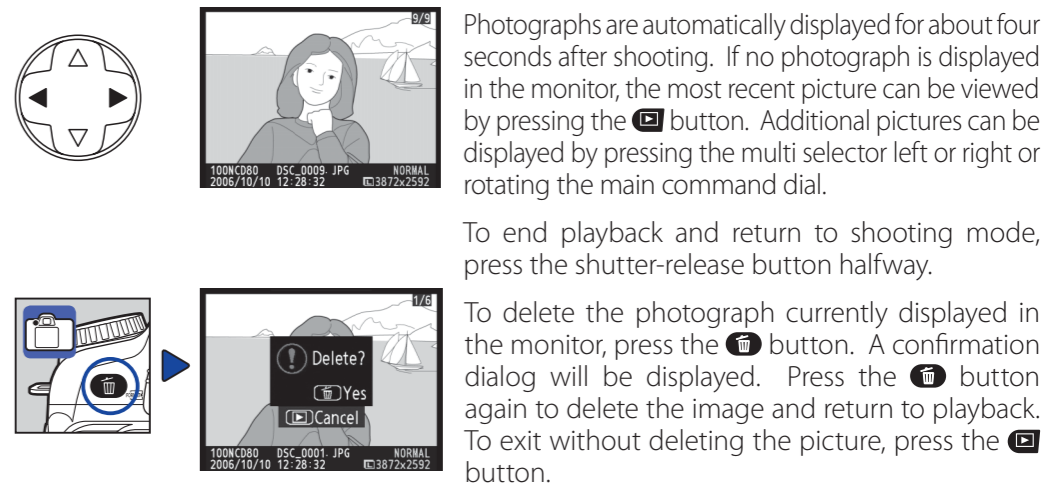 9/9
100NCD80 DSC_0009. JPG NORMAL
2006/10/10 12:28:32 L3872x2592
Photographs are automatically displayed for about four
seconds after shooting. If no photograph is displayed
in the monitor, the most recent picture can be viewed
by pressing the button. Additional pictures can be
displayed by pressing the multi selector left or right or
rotating the main command dial.
To end playback and return to shooting mode,
press the shutter-release button halfway.
1/6
Delete?
Yes
Cancel
100NCD80 DSC_0001. JPG NORMAL
2006/10/10 12:28:32 L3872x2592
To delete the photograph currently displayed in
the monitor, press the button. A confirmation
dialog will be displayed. Press the button
again to delete the image and return to playback.
To exit without deleting the picture, press the
button.